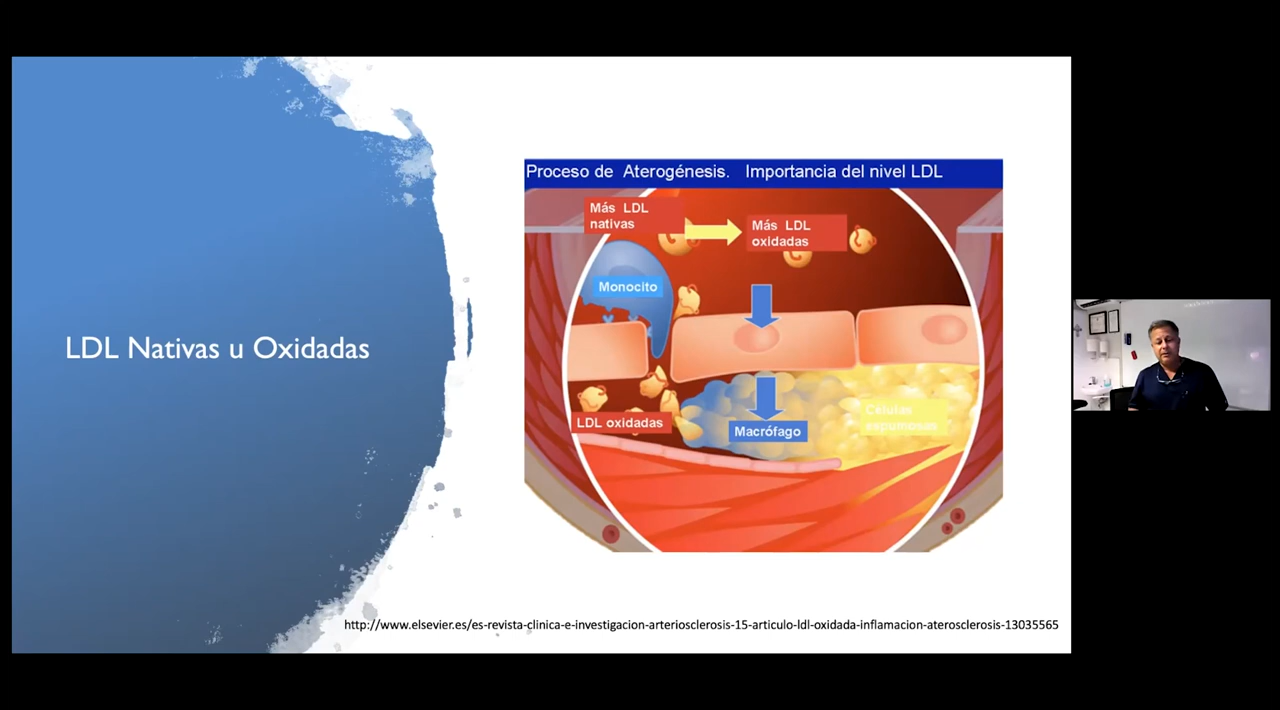 LDL Nativas u Oxidadas
Proceso de Aterogénesis. Importancia del nivel LDL
Más LDL
nativas
Más LDL
oxidadas
Monocito
LDL oxidadas
Macrófago
Células
espumosas
http://www.elsevier.es/es-revista-clinica-e-investigacion-arteriosclerosis-15-articulo-ldl-oxidada-inflamacion-aterosclerosis-13035565